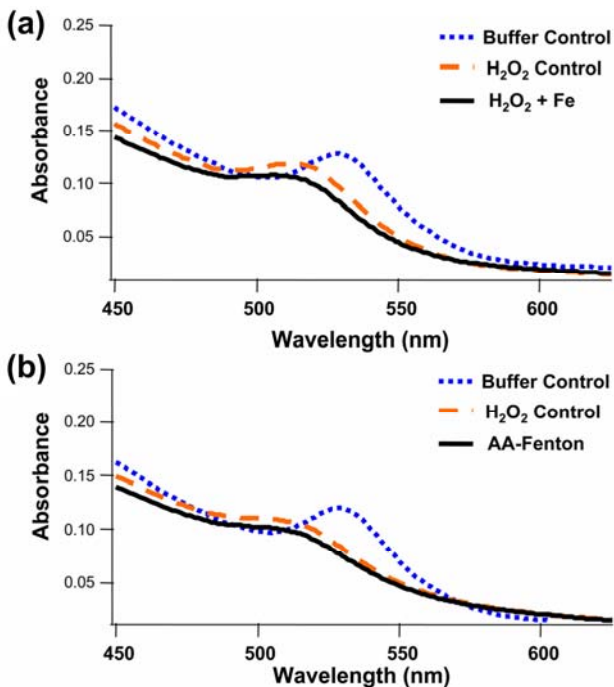 (a)
0.25
0.20
0.15
0.10
0.05
Absorbance
Buffer Control
H₂O₂ Control
H₂O₂ + Fe
450 500 550 600
Wavelength (nm)
(b)
0.25
0.20
0.15
0.10
0.05
Absorbance
Buffer Control
H₂O₂ Control
AA-Fenton
450 500 550 600
Wavelength (nm)